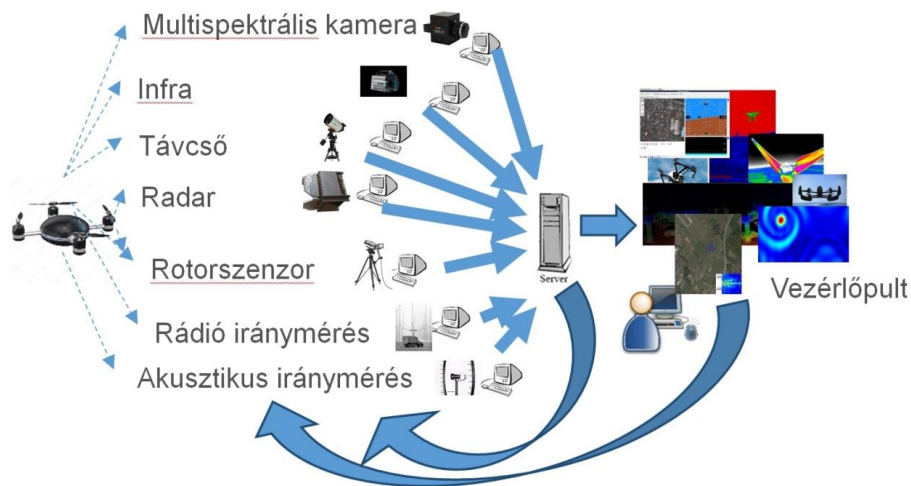 Multispektrális kamera
Infra
Távcső
Radar
Rotorszenzor
Rádió iránymérés
Akusztikus iránymérés
Server
Vezérlőpult